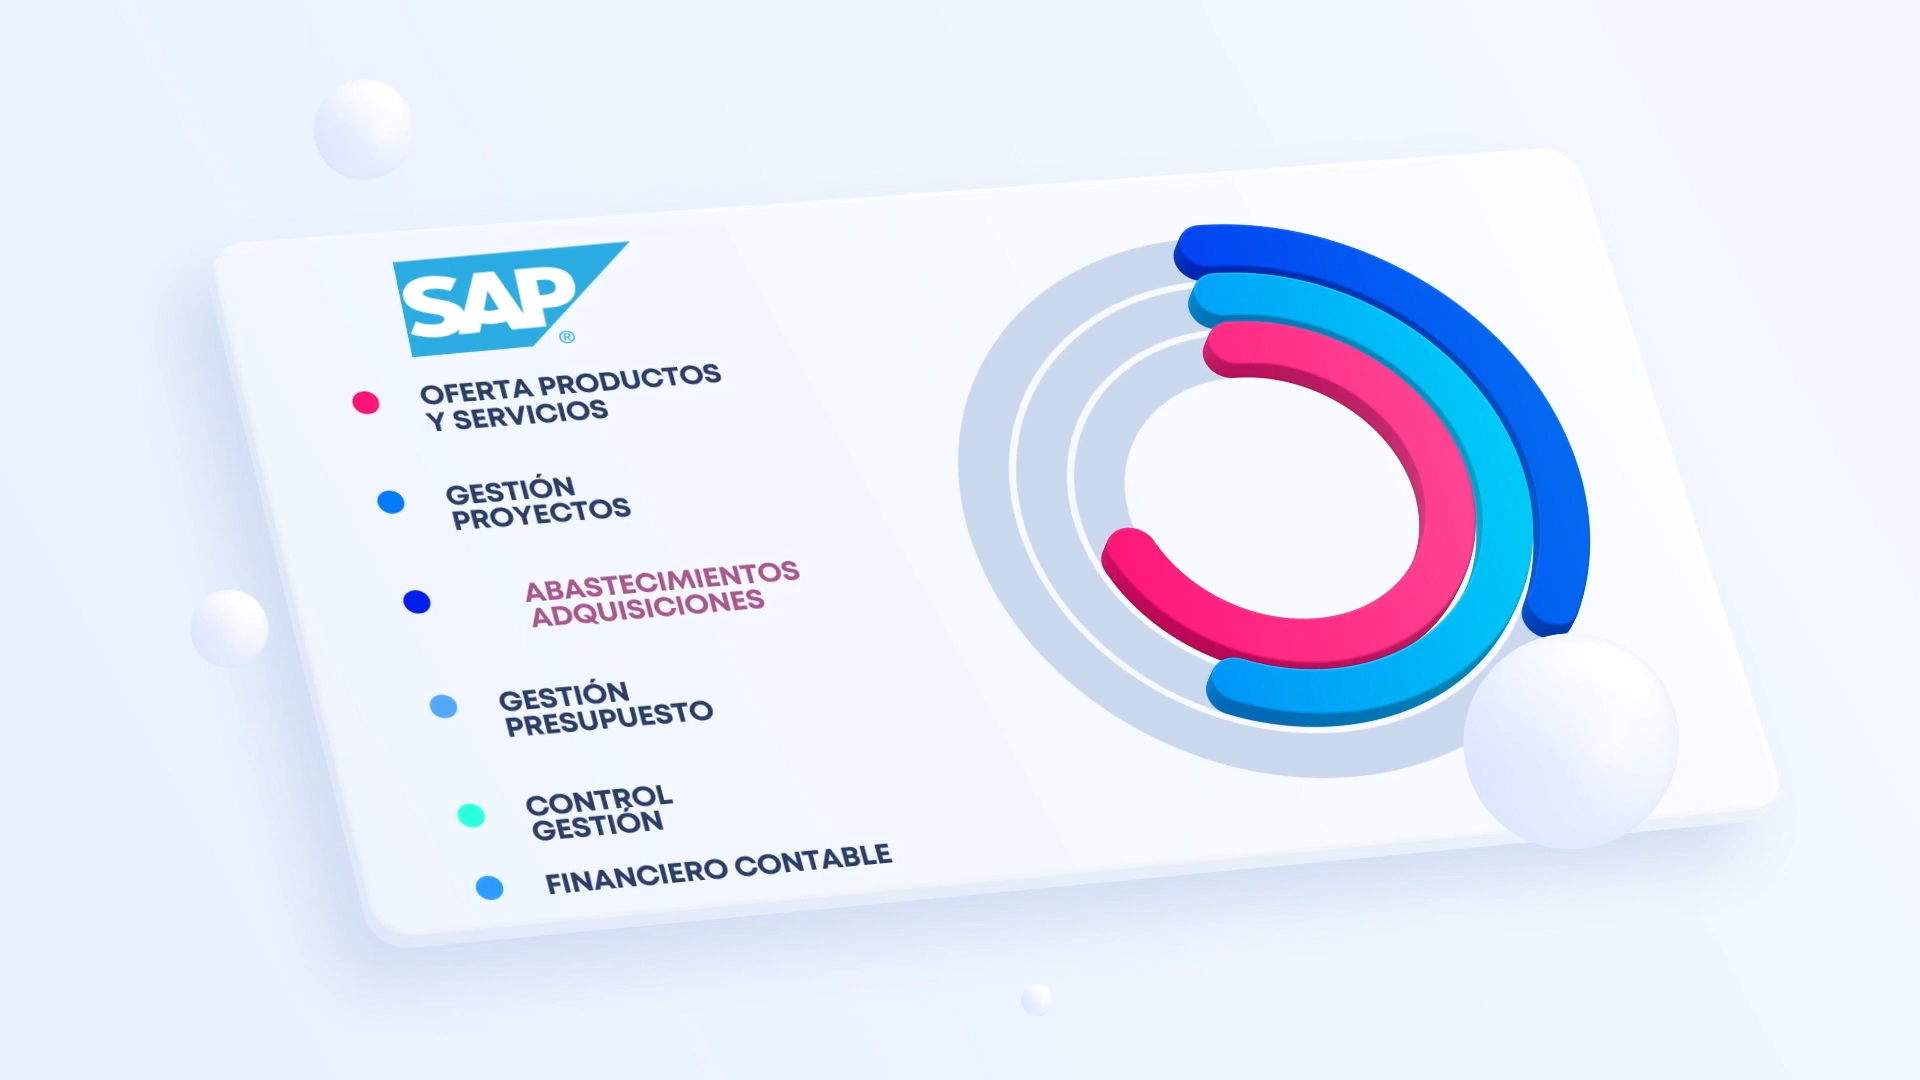 SAP
®
OFERTA PRODUCTOS
Y SERVICIOS
GESTIÓN
PROYECTOS
ABASTECIMIENTOS
ADQUISICIONES
GESTIÓN
PRESUPUESTO
CONTROL
GESTIÓN
FINANCIERO CONTABLE